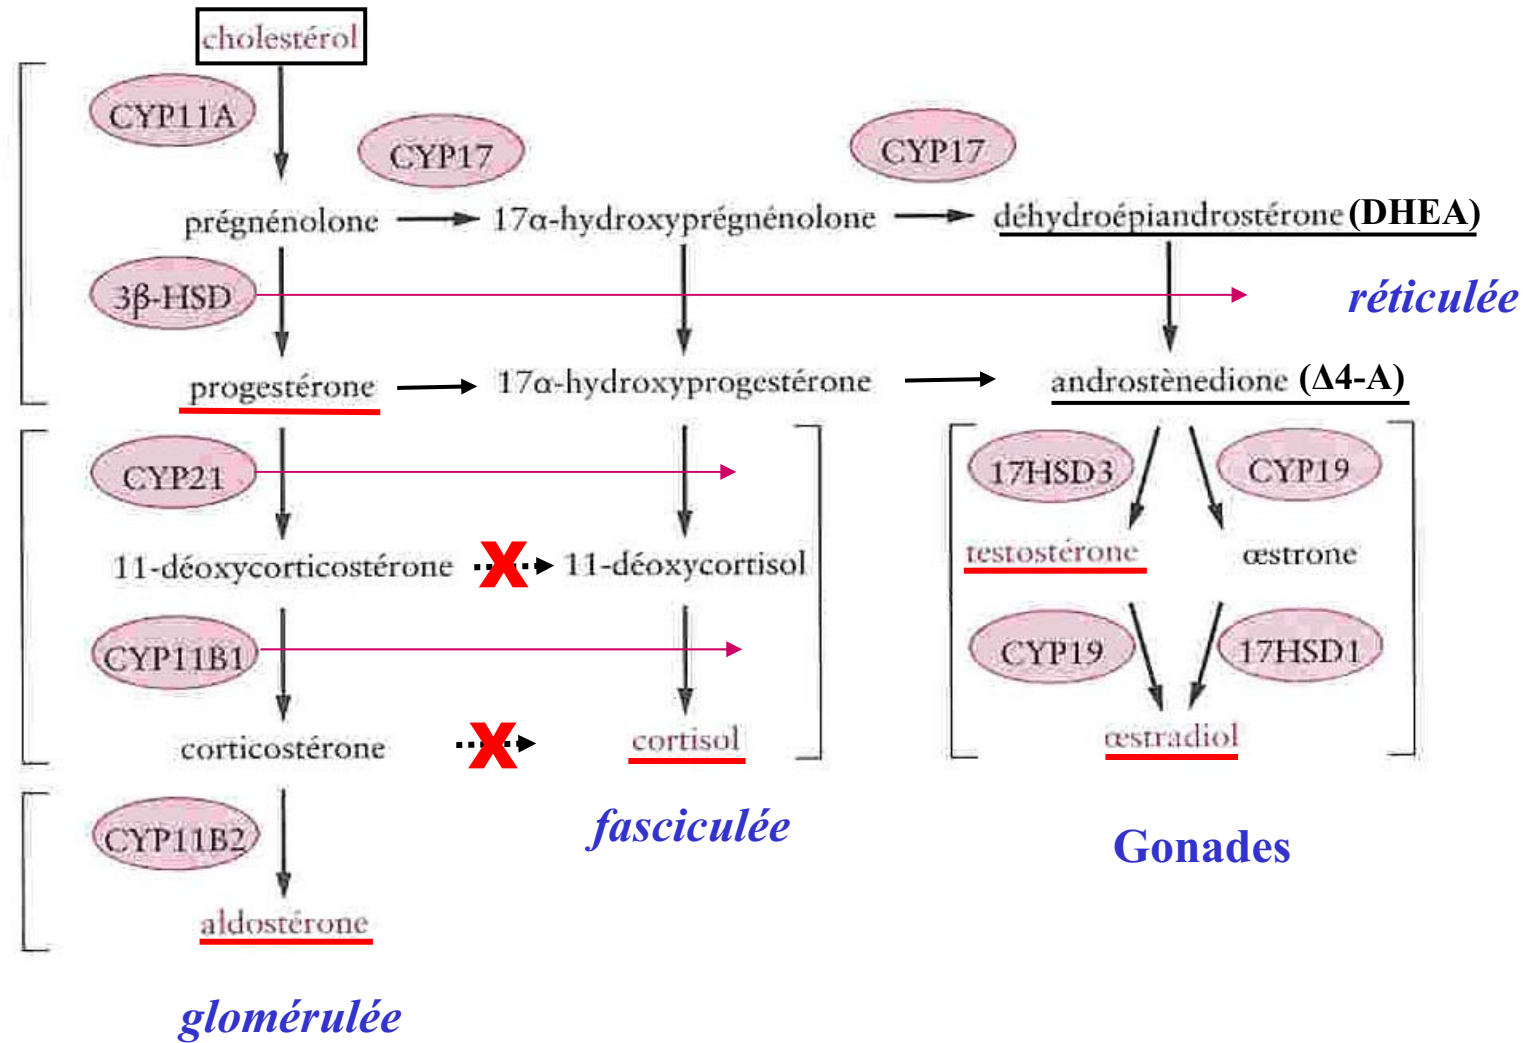 cholestérol
CYP11A
CYP17
CYP17
prégnénolone
17α-hydroxyprégnénolone
déhydroépiandrostérone (DHEA)
3β-HSD
réticulée
progestérone
17α-hydroxyprogestérone
androstènedione (Δ4-A)
CYP21
17HSD3
CYP19
11-déoxycorticostérone
X
11-déoxycortisol
testostérone
œstrone
CYP11B1
CYP19
17HSD1
corticostérone
X
cortisol
œstradiol
CYP11B2
fasciculée
Gonades
aldostérone
glomérulée